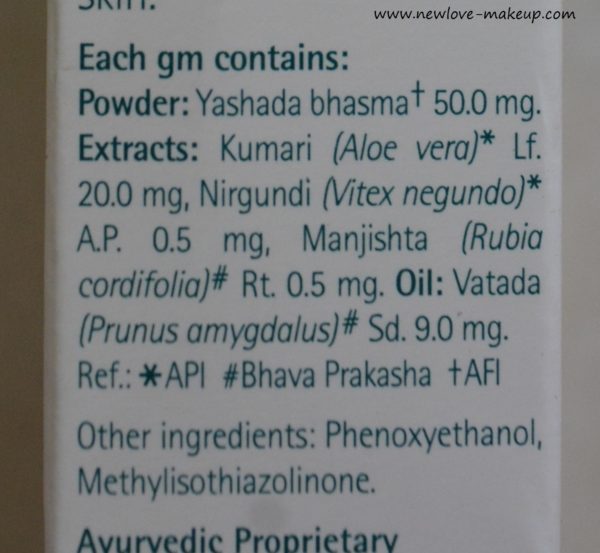 www.newlove-makeup.com
Each gm contains:
Powder: Yashada bhasma† 50.0 mg.
Extracts: Kumari (Aloe vera)* Lf.
20.0 mg, Nirgundi (Vitex negundo)*
A.P. 0.5 mg, Manjishta (Rubia
cordifolia)# Rt. 0.5 mg. Oil: Vatada
(Prunus amygdalus)# Sd. 9.0 mg.
Ref.: *API #Bhava Prakasha †AFI
Other ingredients: Phenoxyethanol,
Methylisothiazolinone.
Ayurvedic Proprietary